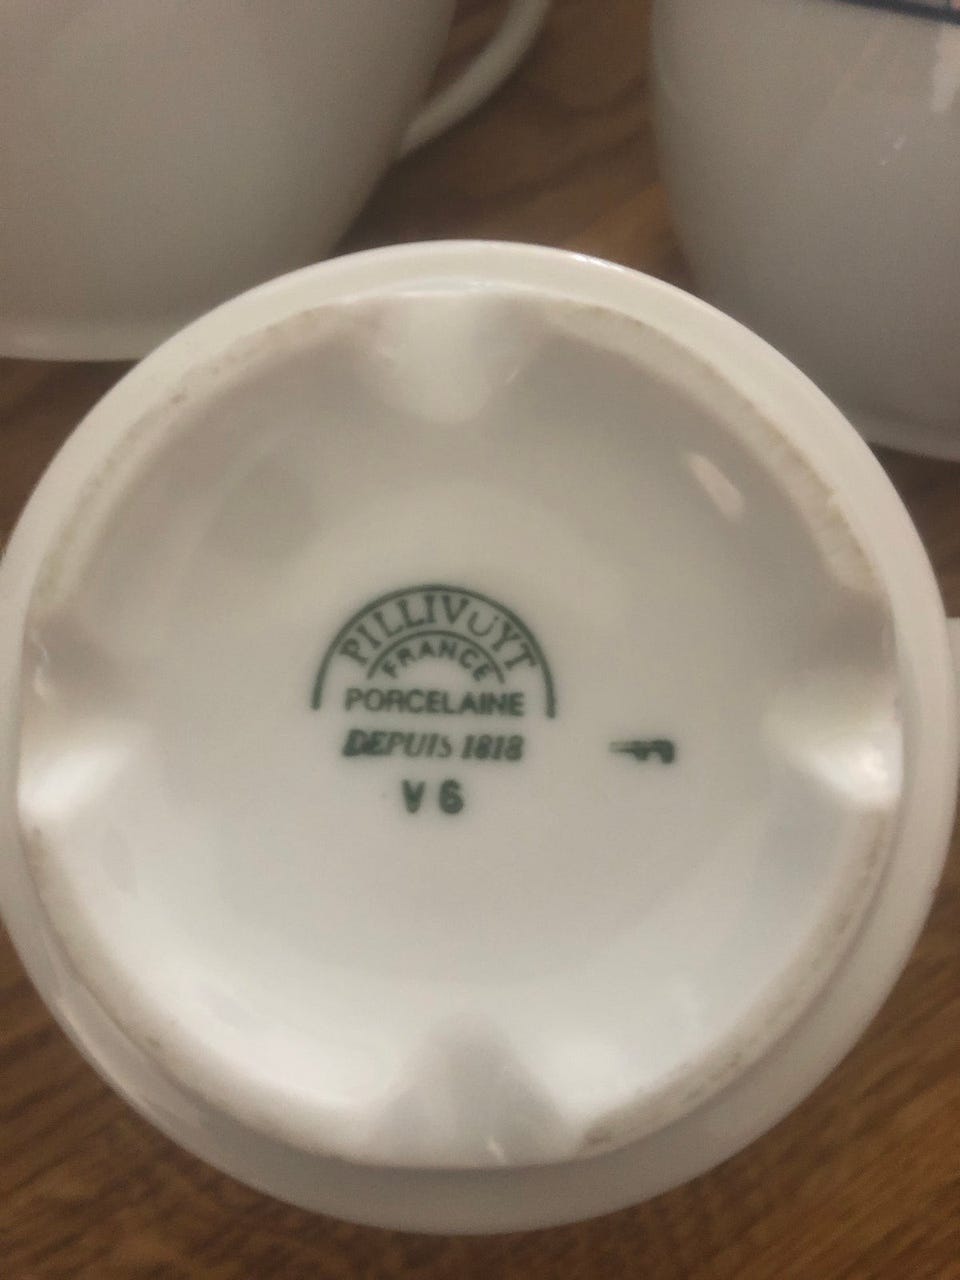 PILLIVUYT
FRANCE
PORCELAINE
DEPUIS 1818
V 6